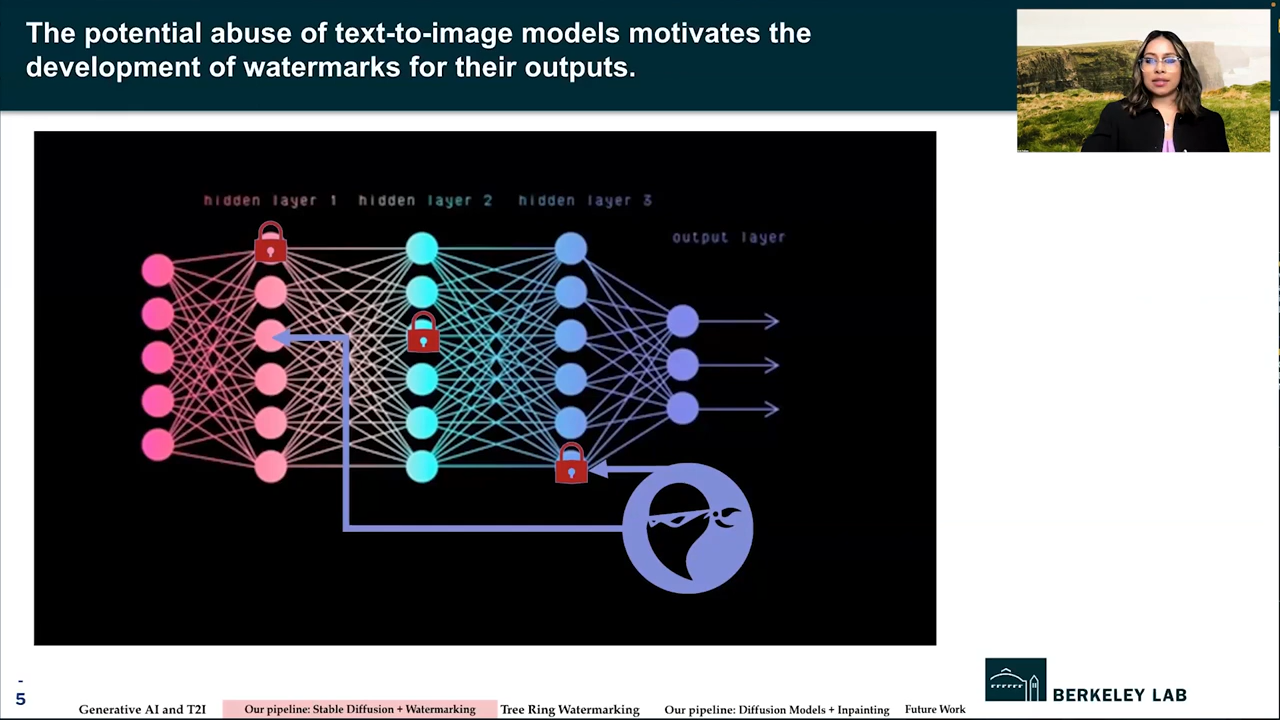 The potential abuse of text-to-image models motivates the
development of watermarks for their outputs.
hidden layer 1 hidden layer 2 hidden layer 3
output layer
-
5
Generative AI and T2I Our pipeline: Stable Diffusion + Watermarking Tree Ring Watermarking Our pipeline: Diffusion Models + Inpainting Future Work
BERKELEY LAB